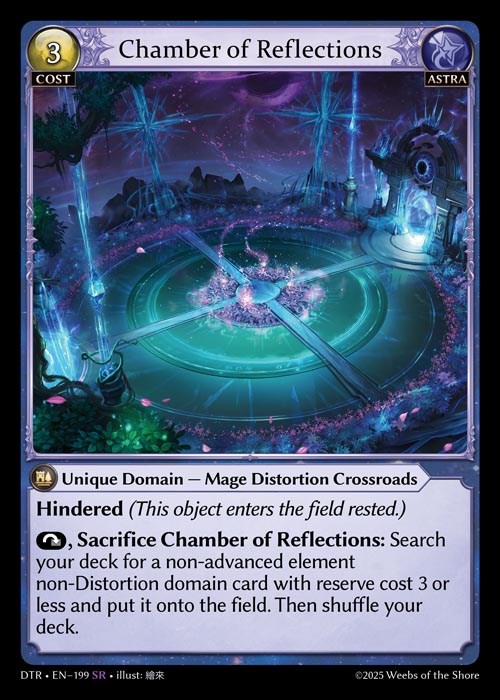 3
Chamber of Reflections
COST
ASTRA
Unique Domain — Mage Distortion Crossroads
Hindered (This object enters the field rested.)
, Sacrifice Chamber of Reflections: Search
your deck for a non-advanced element
non-Distortion domain card with reserve cost 3 or
less and put it onto the field. Then shuffle your
deck.
DTR • EN-199 SR • illust: 繪來
©2025 Weebs of the Shore